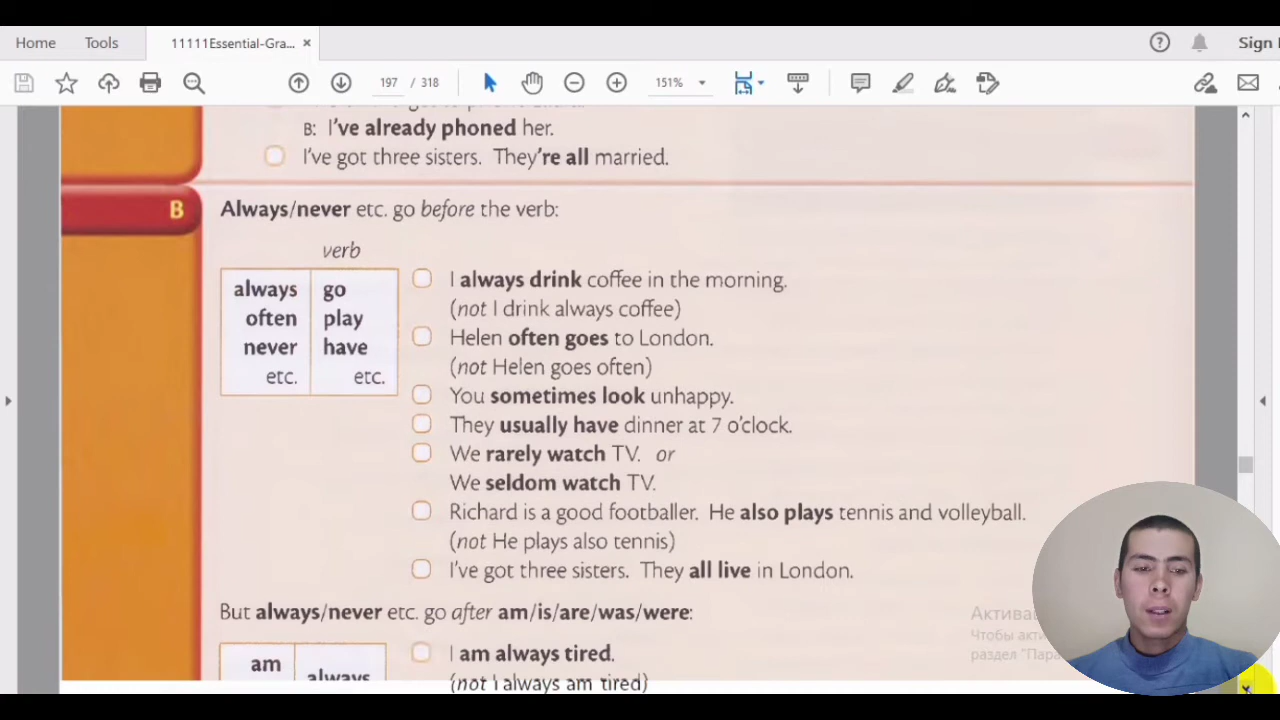 Home Tools 11111Essential-Gra... × Sign
197 / 318 151%
B: I've already phoned her.
I've got three sisters. They're all married.
B Always/never etc. go before the verb:
verb
always go
often play
never have
etc. etc.
I always drink coffee in the morning.
(not I drink always coffee)
Helen often goes to London.
(not Helen goes often)
You sometimes look unhappy.
They usually have dinner at 7 o'clock.
We rarely watch TV. or
We seldom watch TV.
Richard is a good footballer. He also plays tennis and volleyball.
(not He plays also tennis)
I've got three sisters. They all live in London.
But always/never etc. go after am/is/are/was/were:
am
always
I am always tired.
(not I always am tired)
раздел